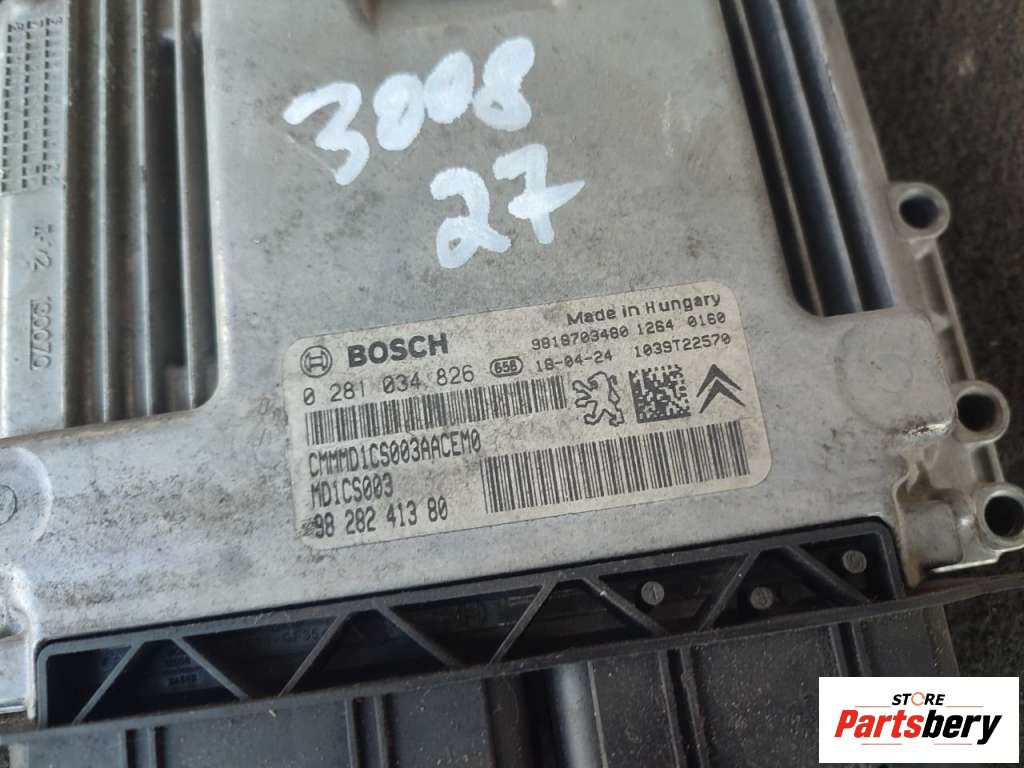 3008
27
Made in Hungary
BOSCH
9818703480 1264 0160
0 281 034 826
656
18-04-24
1039T22570
CMMMD1CS003AACEM0
MD1CS003
98 282 413 80
STORE
Partsbery